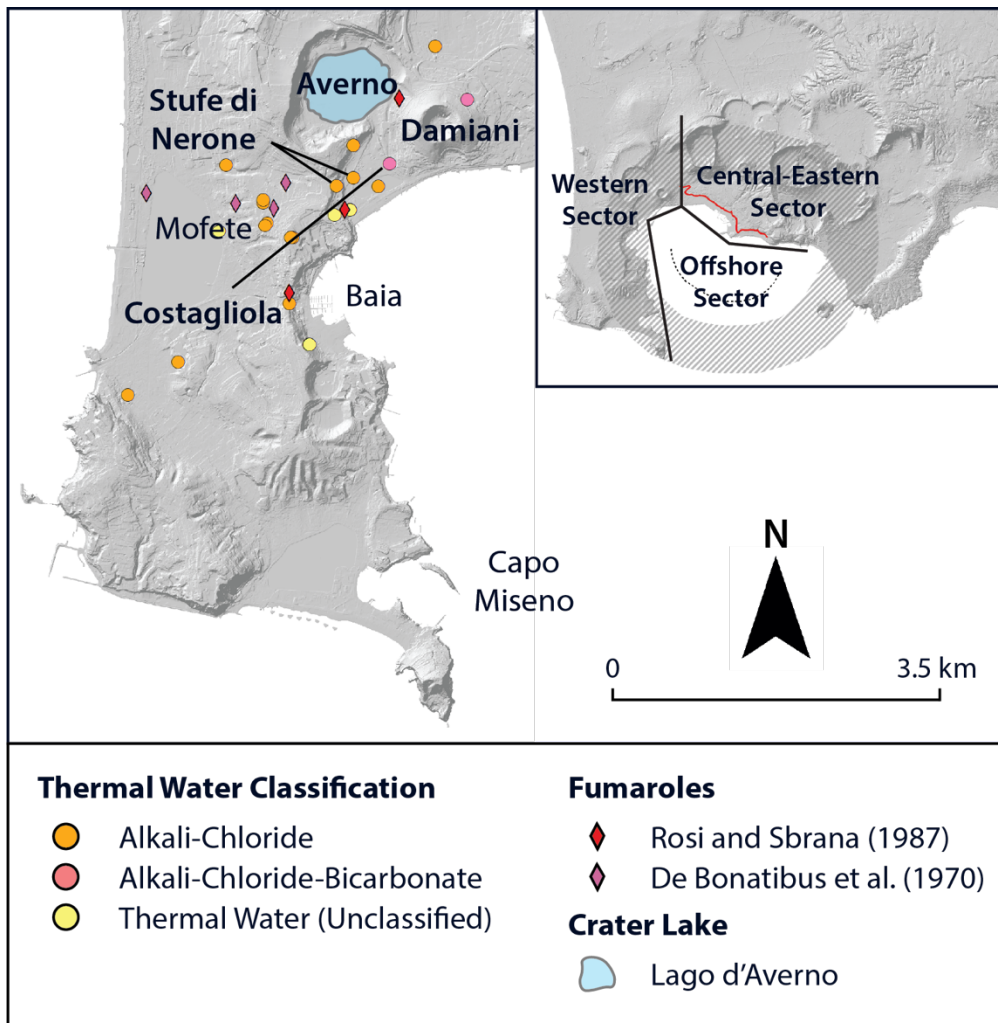 Averno
Stufe di
Nerone
Damiani
Mofete
Costagliola
Baia
Capo
Miseno
Western
Sector
Central-Eastern
Sector
Offshore
Sector
N
0 3.5 km
Thermal Water Classification
Alkali-Chloride
Alkali-Chloride-Bicarbonate
Thermal Water (Unclassified)
Fumaroles
Rosi and Sbrana (1987)
De Bonatibus et al. (1970)
Crater Lake
Lago d'Averno